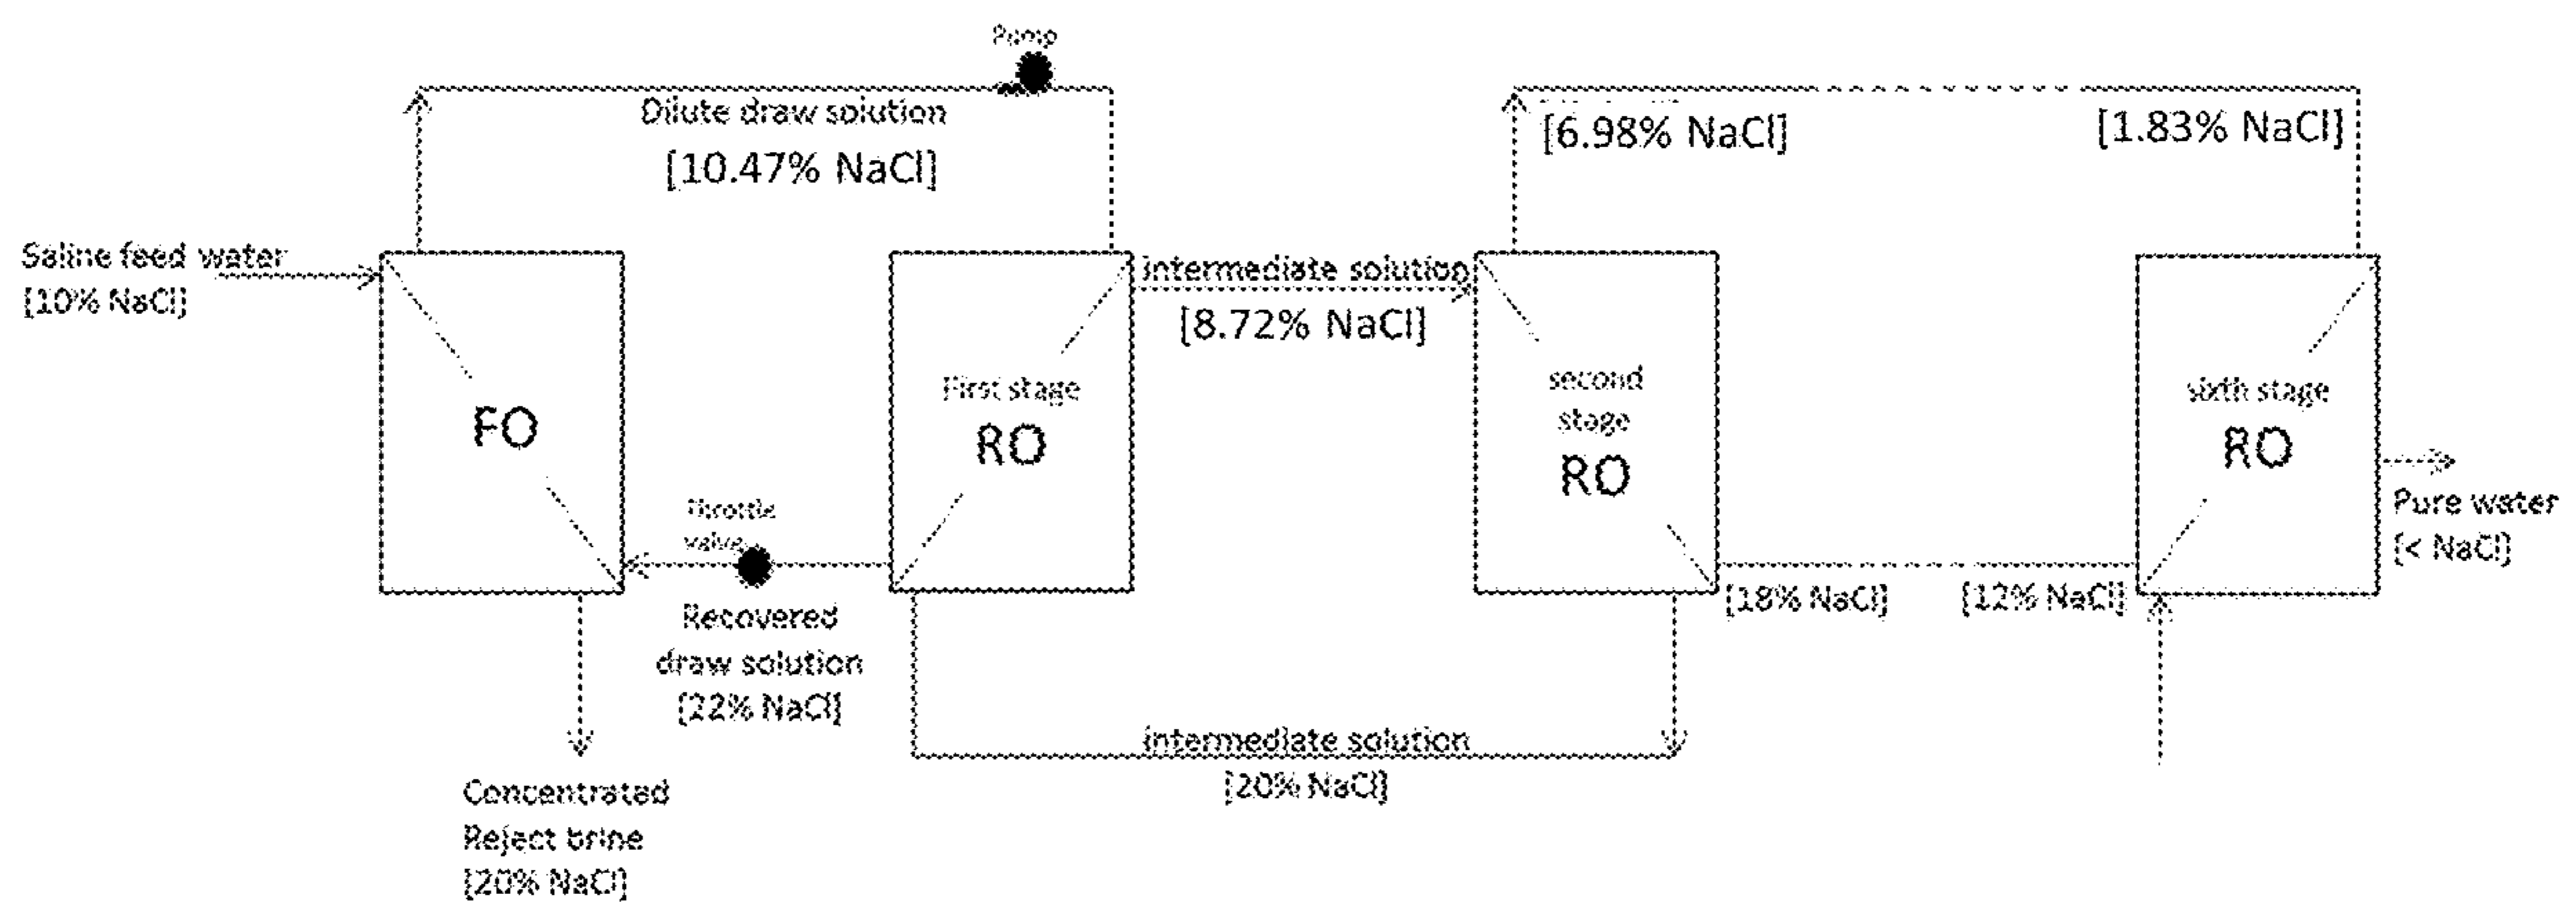 Pump
Dilute draw solution
[10.47% NaCl]
[6.98% NaCl]
[1.83% NaCl]
Saline feed water
[10% NaCl]
intermediate solution
[8.72% NaCl]
FO
First stage
RO
second
stage
RO
sixth stage
RO
Pure water
[< NaCl]
Throttle
valve
Recovered
draw solution
[22% NaCl]
[18% NaCl]
[12% NaCl]
intermediate solution
[20% NaCl]
Concentrated
Reject brine
[20% NaCl]